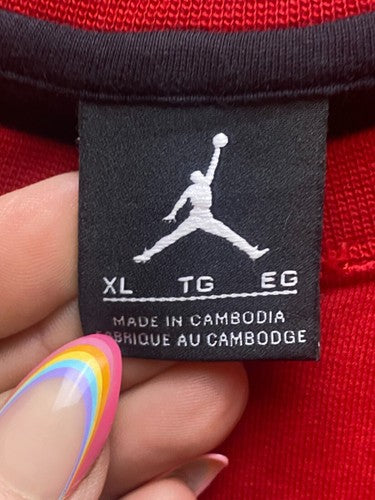 XL TG EG
MADE IN CAMBODIA
FABRIQUE AU CAMBODGE